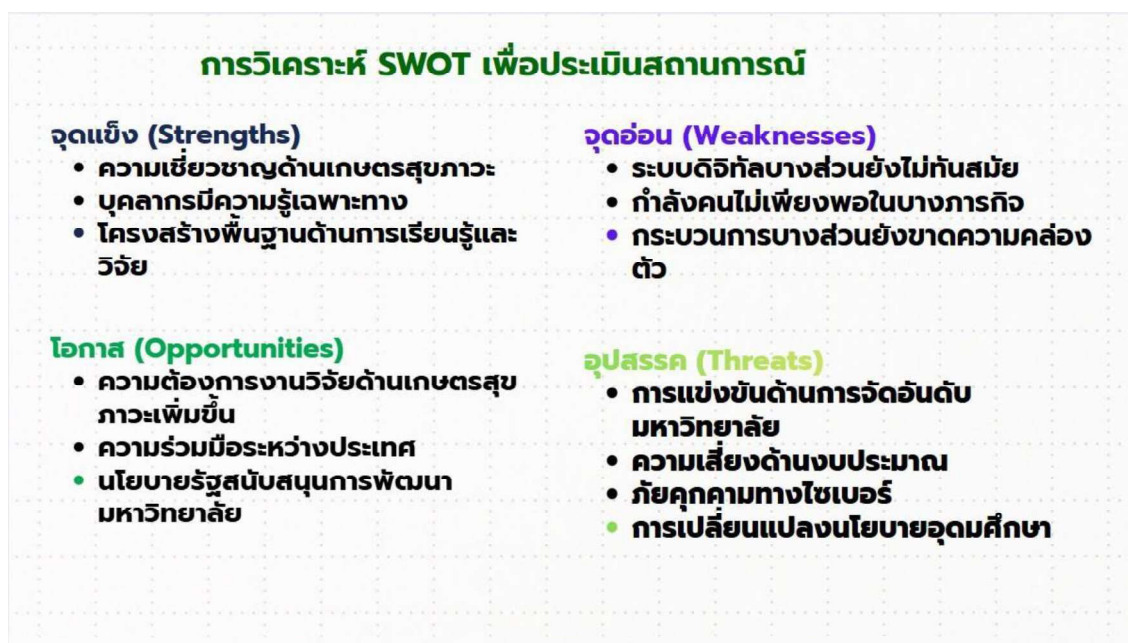 การวิเคราะห์ SWOT เพื่อประเมินสถานการณ์
จุดแข็ง (Strengths)
• ความเชี่ยวชาญด้านเกษตรสุขภาวะ
• บุคลากรมีความรู้เฉพาะทาง
• โครงสร้างพื้นฐานด้านการเรียนรู้และ
วิจัย
จุดอ่อน (Weaknesses)
• ระบบดิจิทัลบางส่วนยังไม่ทันสมัย
• กำลังคนไม่เพียงพอในบางภารกิจ
• กระบวนการบางส่วนยังขาดความคล่อง
ตัว
โอกาส (Opportunities)
• ความต้องการงานวิจัยด้านเกษตรสุข
ภาวะเพิ่มขึ้น
• ความร่วมมือระหว่างประเทศ
• นโยบายรัฐสนับสนุนการพัฒนา
มหาวิทยาลัย
อุปสรรค (Threats)
• การแข่งขันด้านการจัดอันดับ
มหาวิทยาลัย
• ความเสี่ยงด้านงบประมาณ
• ภัยคุกคามทางไซเบอร์
• การเปลี่ยนแปลงนโยบายอุดมศึกษา